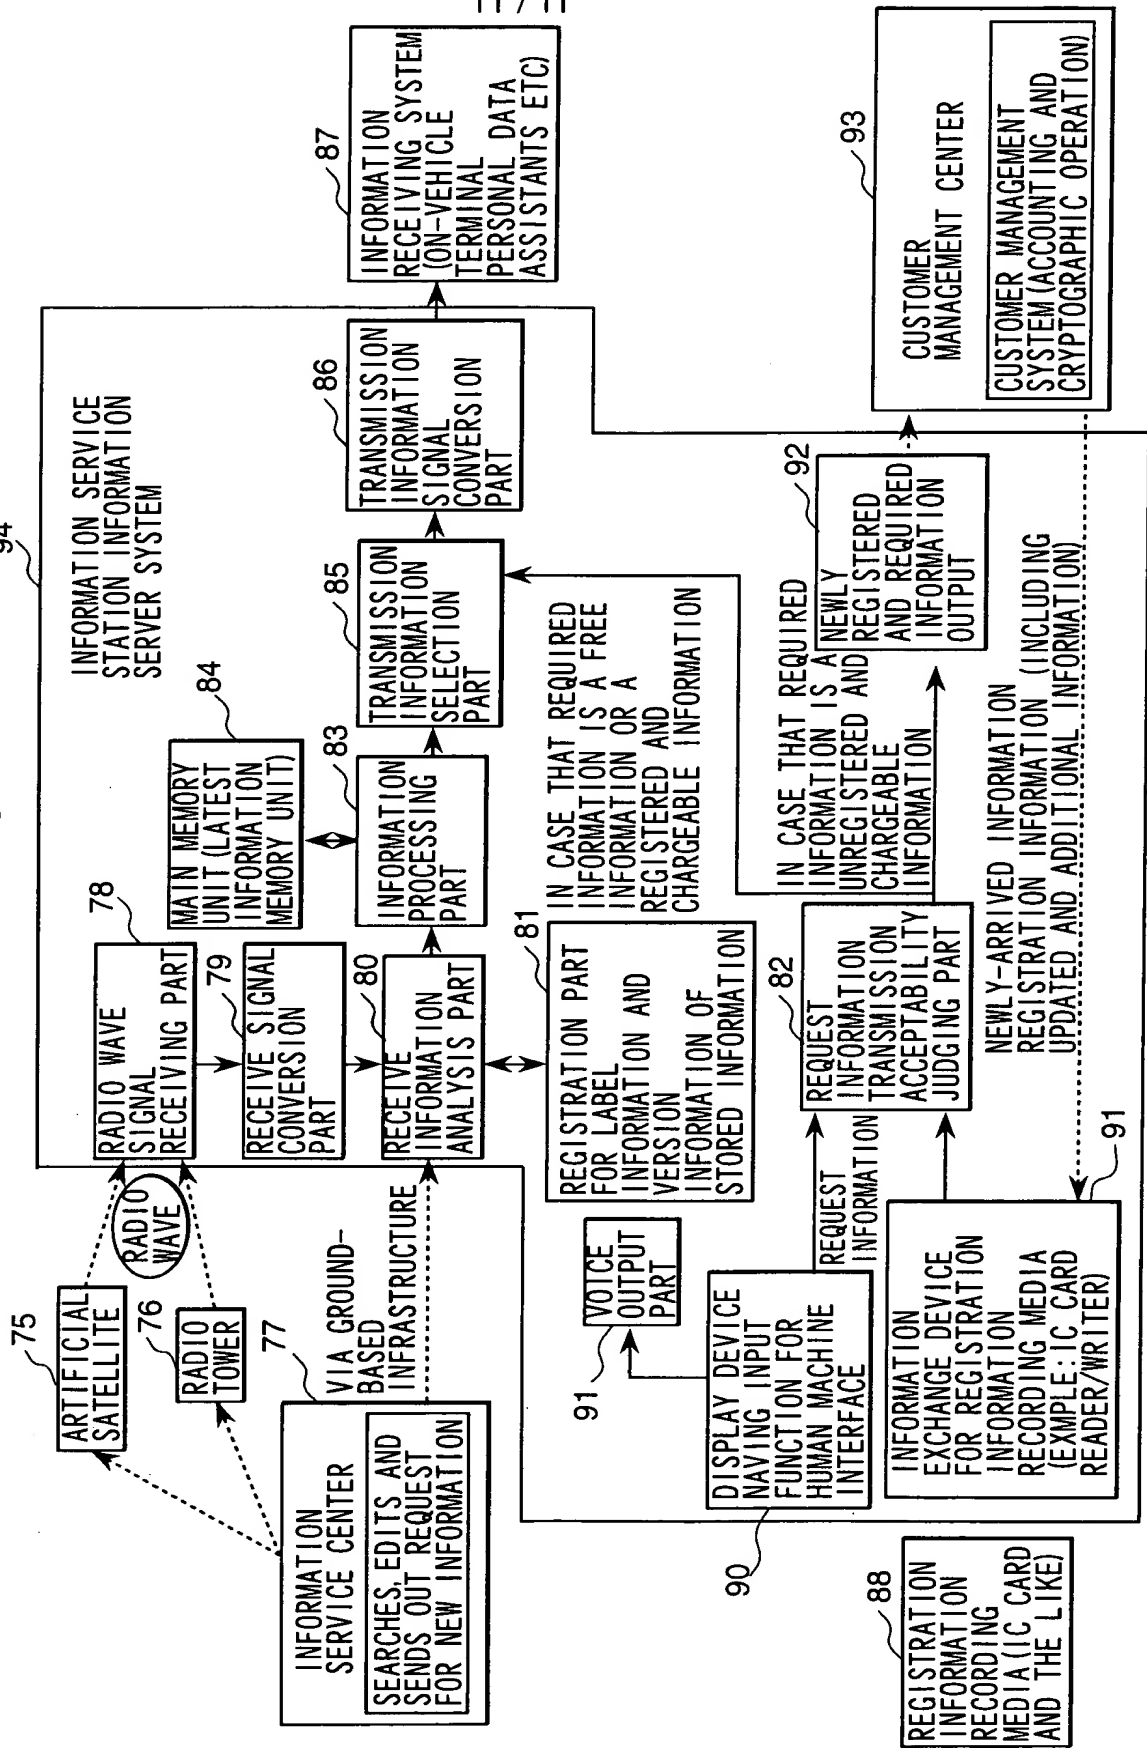 11/11
94
INFORMATION SERVICE
STATION INFORMATION
SERVER SYSTEM
75
ARTIFICIAL
SATELLITE
76
RADIO
TOWER
RADIO
WAVE
77
INFORMATION
SERVICE CENTER
SEARCHES, EDITS AND
SENDS OUT REQUEST
FOR NEW INFORMATION
VIA GROUND-
BASED
INFRASTRUCTURE
78
RADIO WAVE
SIGNAL
RECEIVING PART
79
RECEIVE SIGNAL
CONVERSION
PART
80
RECEIVE
INFORMATION
ANALYSIS PART
81
REGISTRATION PART
FOR LABEL
INFORMATION AND
VERSION
INFORMATION OF
STORED INFORMATION
84
MAIN MEMORY
UNIT (LATEST
INFORMATION
MEMORY UNIT)
83
INFORMATION
PROCESSING
PART
85
TRANSMISSION
INFORMATION
SELECTION
PART
86
TRANSMISSION
INFORMATION
SIGNAL
CONVERSION
PART
87
INFORMATION
RECEIVING SYSTEM
(ON-VEHICLE
TERMINAL
PERSONAL DATA
ASSISTANTS ETC)
IN CASE THAT REQUIRED
INFORMATION IS A FREE
INFORMATION OR A
REGISTERED AND
CHARGEABLE INFORMATION
91
VOICE
OUTPUT
PART
90
DISPLAY DEVICE
NAVING INPUT
FUNCTION FOR
HUMAN MACHINE
INTERFACE
REQUEST
INFORMATION
82
REQUEST
INFORMATION
TRANSMISSION
ACCEPTABILITY
JUDGING PART
IN CASE THAT REQUIRED
INFORMATION IS A
UNREGISTERED AND
CHARGEABLE
INFORMATION
92
NEWLY
REGISTERED
AND REQUIRED
INFORMATION
OUTPUT
93
CUSTOMER
MANAGEMENT CENTER
CUSTOMER MANAGEMENT
SYSTEM (ACCOUNTING AND
CRYPTOGRAPHIC OPERATION)
NEWLY-ARRIVED INFORMATION
REGISTRATION INFORMATION (INCLUDING
UPDATED AND ADDITIONAL INFORMATION)
91
INFORMATION
EXCHANGE DEVICE
FOR REGISTRATION
INFORMATION
RECORDING MEDIA
(EXMPLE:IC CARD
READER/WRITER)
88
REGISTRATION
INFORMATION
RECORDING
MEDIA (IC CARD
AND THE LIKE)